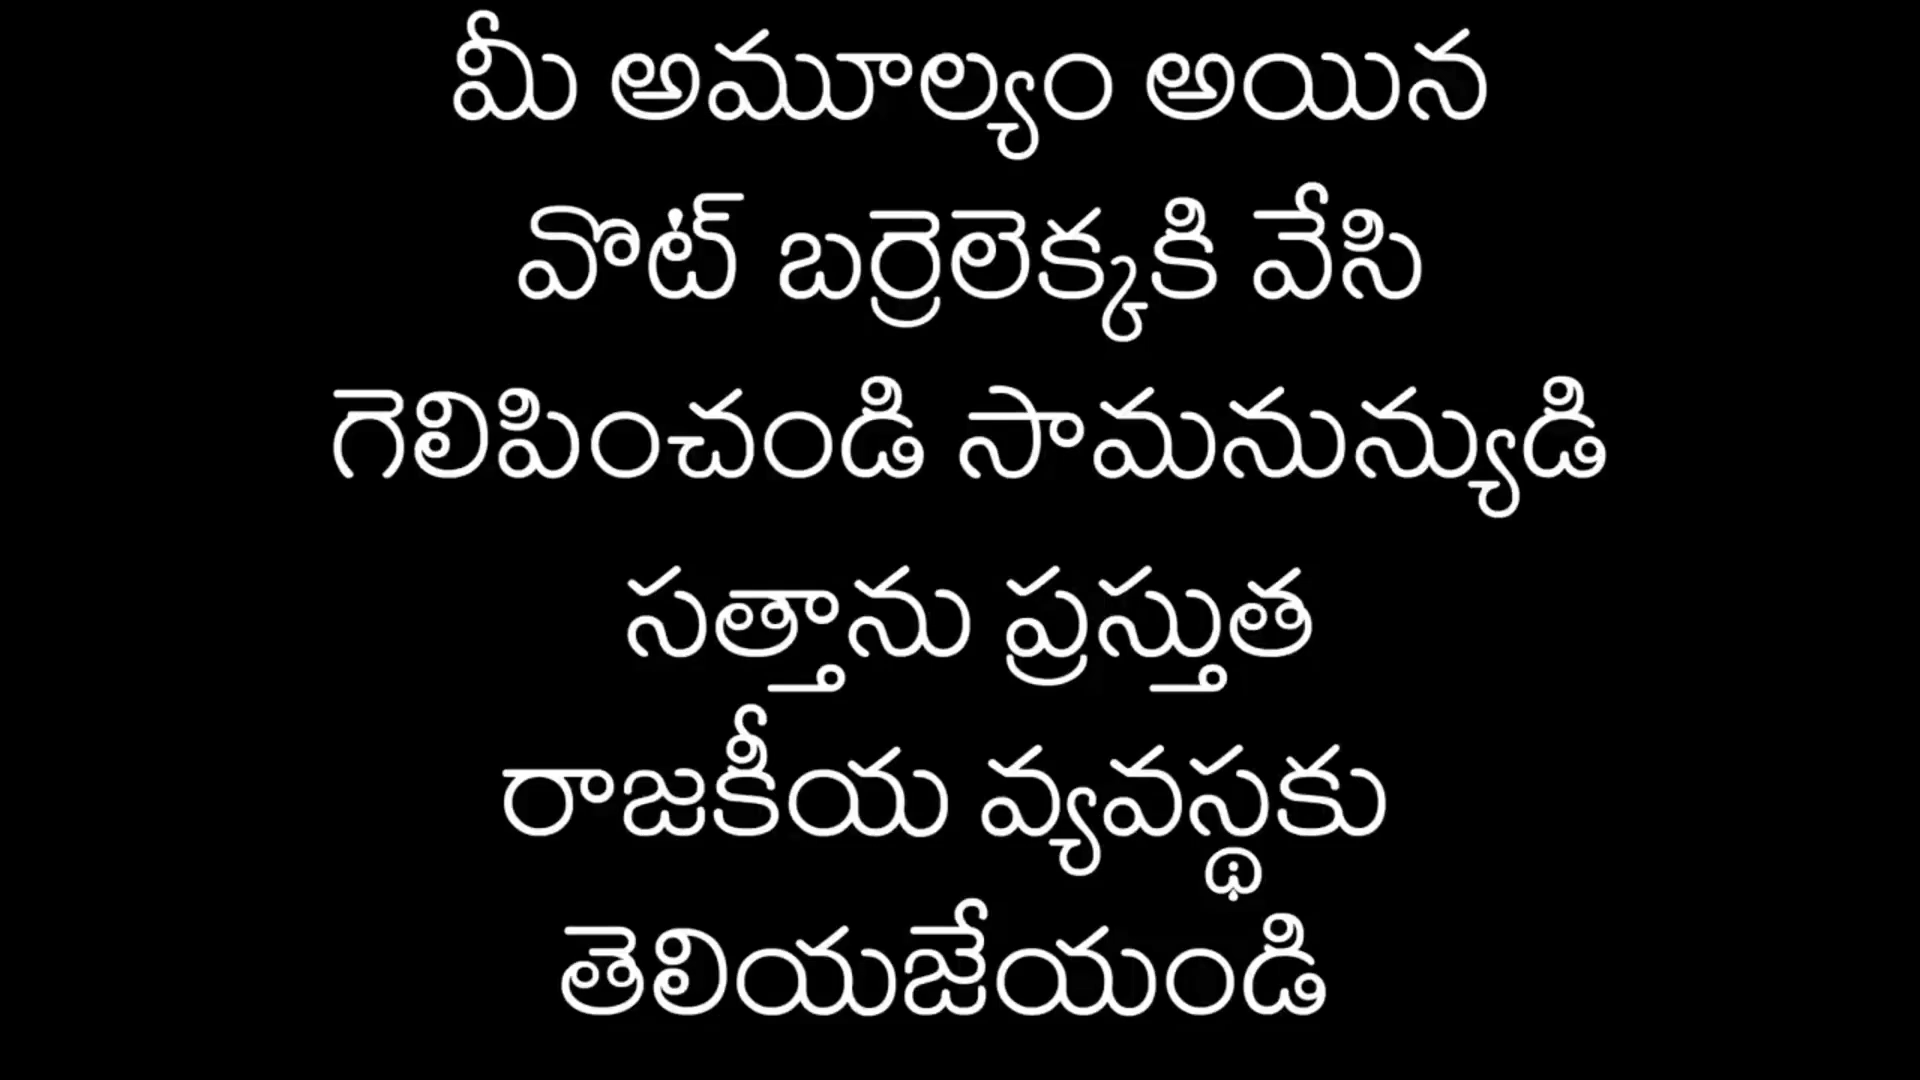 మీ అమూల్యం అయిన
వొట్ బర్రెలెక్కకి వేసి
గెలిపించండి సామనున్యుడి
సత్తాను ప్రస్తుత
రాజకీయ వ్యవస్థకు
తెలియజేయండి